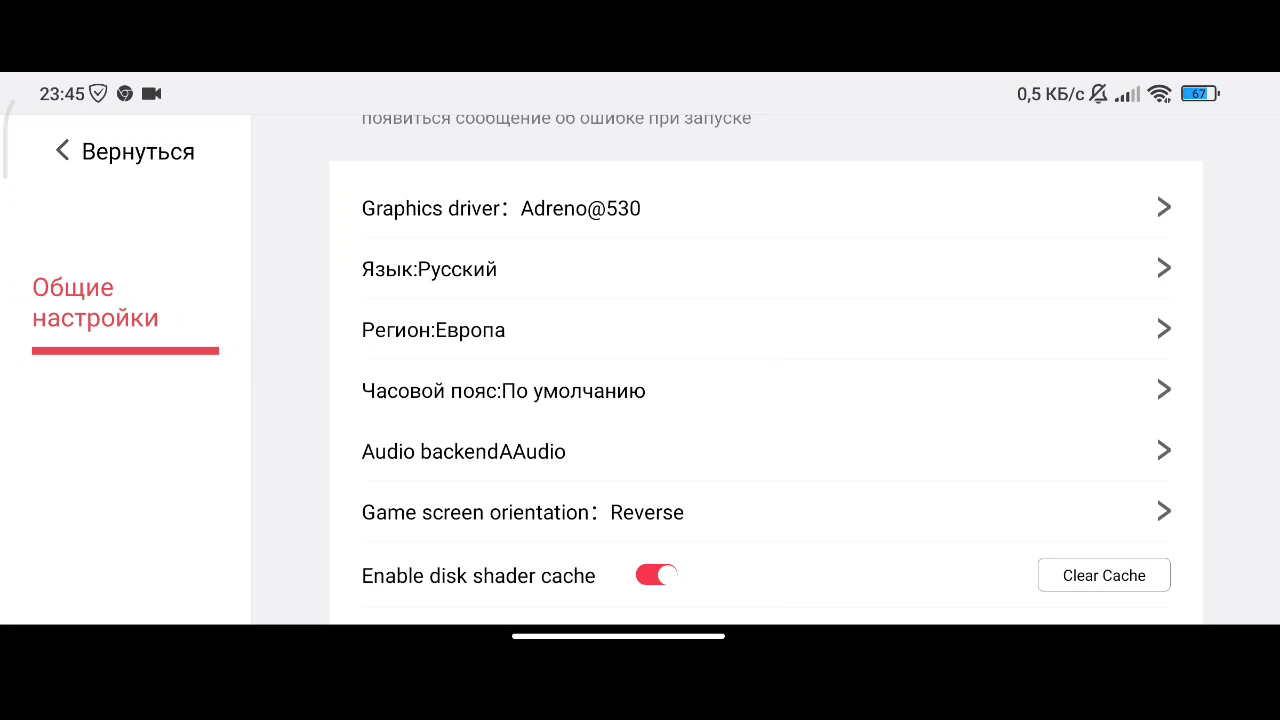 23:45 0,5 КБ/с 67
появиться сообщение об ошибке при запуске
Вернуться
Общие
настройки
Graphics driver：Adreno@530
Язык:Русский
Регион:Европа
Часовой пояс:По умолчанию
Audio backendAAudio
Game screen orientation：Reverse
Enable disk shader cache
Clear Cache